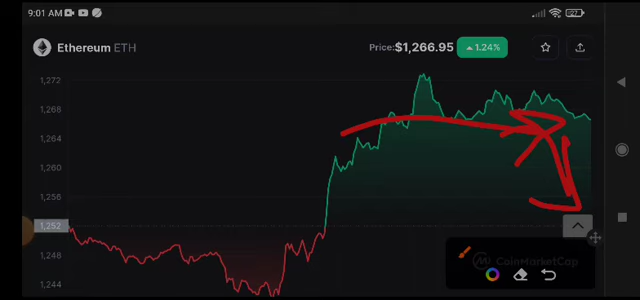 9:01 AM
27
Ethereum ETH
Price: $1,266.95
1.24%
1,272
1,268
1,264
1,260
1,256
1,252
1,248
1,244
CoinMarketCap